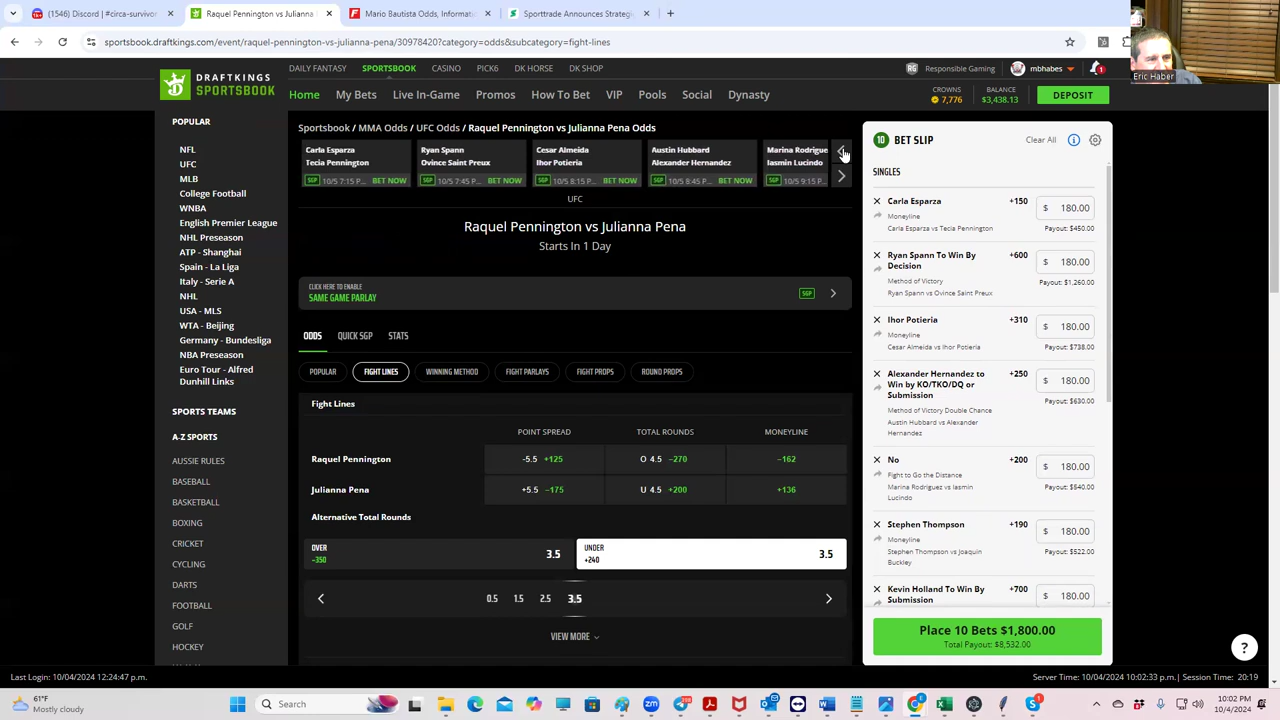 (1546) Discord | #circa-survivor
Raquel Pennington vs Julianna
Mario Bautista Odds, Informati
Sporttrade Announces Strateg
sportsbook.draftkings.com/event/raquel-pennington-vs-julianna-pena/30978270?category=odds&subcategory=fight-lines
Eric Haber
DRAFTKINGS
SPORTSBOOK
DAILY FANTASY
SPORTSBOOK
PICK6
DK HORSE
DK SHOP
Responsible Gaming
mbhabes
1
Home
My Bets
Live
How To Bet
VIP
Pools
Social
Dynasty
CROWNS
7,776
BALANCE
$3,438.13
DEPOSIT
POPULAR
NFL
UFC
MLB
College Football
WNBA
English Premier League
NHL Preseason
ATP - Shanghai
Spain - La Liga
Italy - Serie A
NHL
USA - MLS
WTA - Beijing
Germany - Bundesliga
NBA Preseason
Euro Tour - Alfred
Dunhill Links
SPORTS TEAMS
A-Z SPORTS
AUSSIE RULES
BASEBALL
BASKETBALL
BOXING
CRICKET
CYCLING
DARTS
FOOTBALL
GOLF
HOCKEY
Sportsbook / MMA Odds / UFC Odds / Raquel Pennington vs Julianna Pena Odds
Carla Esparza
Tecia Pennington
SGP 10/5 7:15 P... BET NOW
Ryan Spann
Ovince Saint Preux
SGP 10/5 7:45 P... BET NOW
Cesar Almeida
Ihor Potieria
SGP 10/5 8:15 P... BET NOW
Austin Hubbard
Alexander Hernandez
SGP 10/5 8:45 P... BET NOW
Marina Rodrigue
Iasmin Lucindo
SGP 10/5 9:15 P...
UFC
Raquel Pennington vs Julianna Pena
Starts In 1 Day
CLICK HERE TO ENABLE
SAME GAME PARLAY
SGP
ODDS
QUICK SGP
STATS
POPULAR
FIGHT LINES
WINNING METHOD
FIGHT PARLAYS
FIGHT PROPS
ROUND PROPS
Fight Lines
POINT SPREAD
TOTAL ROUNDS
MONEYLINE
Raquel Pennington
-5.5 +125
O 4.5 −270
−162
Julianna Pena
+5.5 −175
U 4.5 +200
+136
Alternative Total Rounds
OVER
−350
3.5
UNDER
+240
3.5
0.5
1.5
2.5
3.5
VIEW MORE
10 BET SLIP
Clear All
SINGLES
Carla Esparza +150 $ 180.00
Moneyline
Carla Esparza vs Tecia Pennington
Payout: $450.00
Ryan Spann To Win By
Decision
+600 $ 180.00
Method of Victory
Ryan Spann vs Ovince Saint Preux
Payout: $1,260.00
Ihor Potieria +310 $ 180.00
Moneyline
Cesar Almeida vs Ihor Potieria
Payout: $738.00
Alexander Hernandez to
Win by KO/TKO/DQ or
Submission
+250 $ 180.00
Method of Victory Double Chance
Austin Hubbard vs Alexander
Hernandez
Payout: $630.00
No +200 $ 180.00
Fight to Go the Distance
Marina Rodriguez vs Iasmin
Lucindo
Payout: $540.00
Stephen Thompson +190 $ 180.00
Moneyline
Stephen Thompson vs Joaquin
Buckley
Payout: $522.00
Kevin Holland To Win By
Submission
+700 $ 180.00
Place 10 Bets $1,800.00
Total Payout: $8,532.00
?
Last Login: 10/04/2024 12:24:47 p.m.
Server Time: 10/04/2024 10:02:33 p.m.| Session Time: 20:19
61°F
Mostly cloudy
Search
10:02 PM
10/4/2024